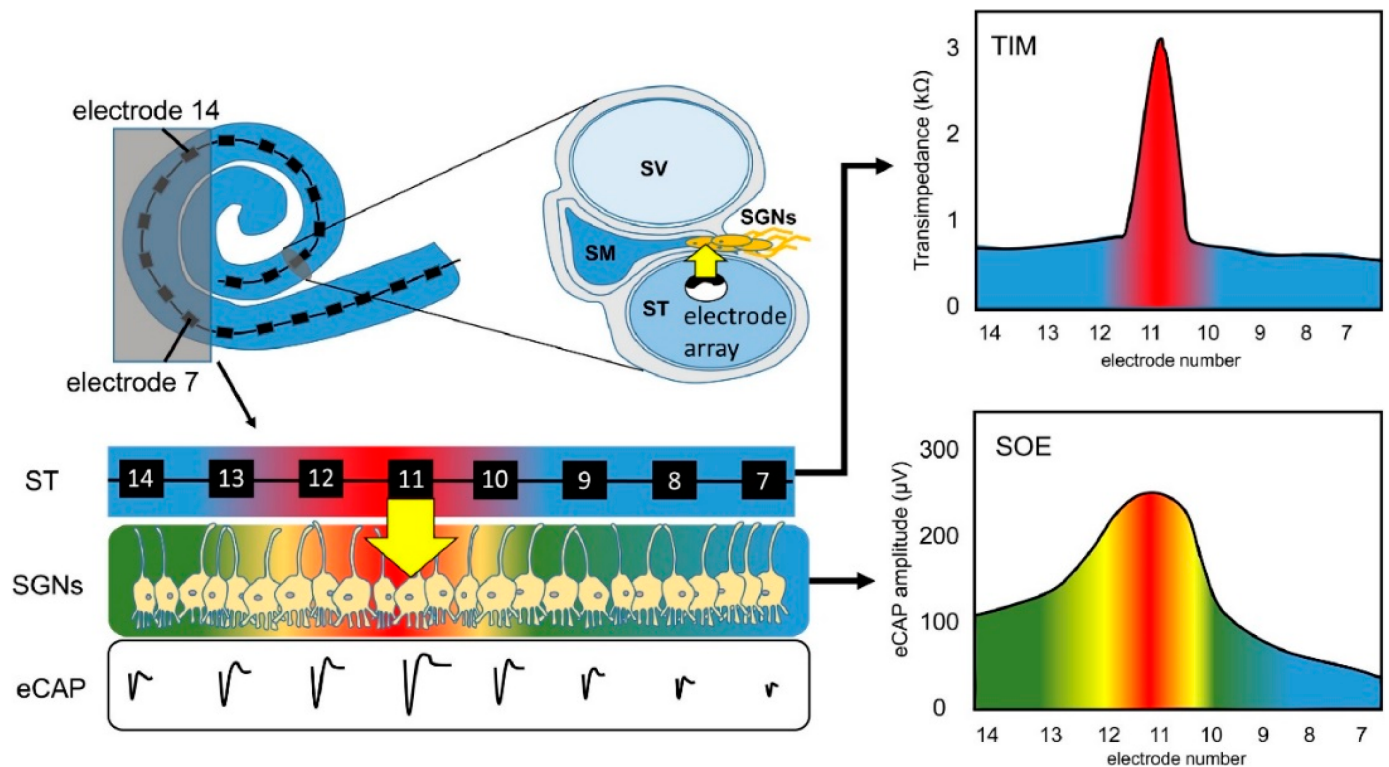 electrode 14
electrode 7
SV
SGNs
SM
ST
electrode
array
ST
14 13 12 11 10 9 8 7
SGNs
eCAP
TIM
Transimpedance (kΩ)
3
2
1
0
14 13 12 11 10 9 8 7
electrode number
SOE
eCAP amplitude (µV)
300
200
100
0
14 13 12 11 10 9 8 7
electrode number